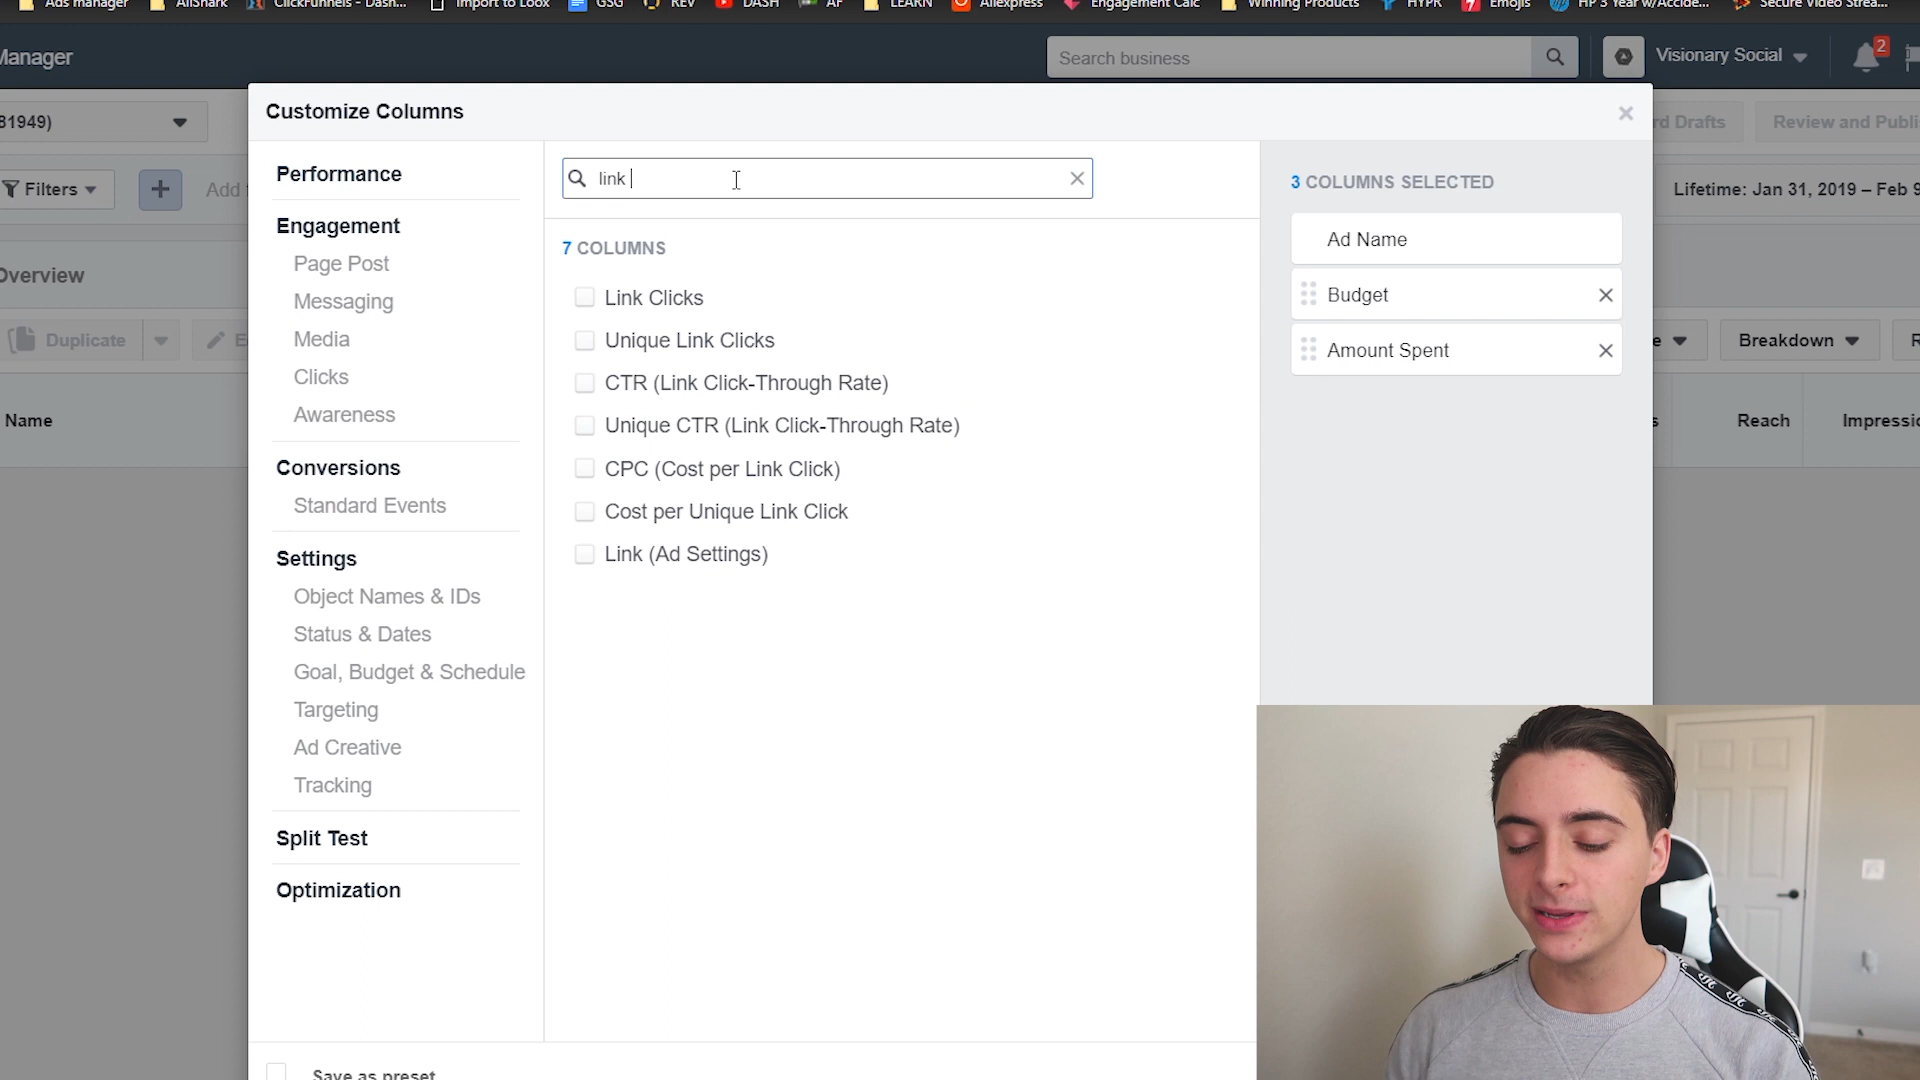 Ads manager AliShark ClickFunnels - Dash... Import to Loox GSG REV DASH AF LEARN Aliexpress Engagement Calc Winning Products HYPR Emojis HP 3 Year w/Accide... Secure Video Strea...
Manager
Search business
Visionary Social
2
81949)
Customize Columns
rd Drafts
Review and Publi
Filters
Add
Performance
link
3 COLUMNS SELECTED
Lifetime: Jan 31, 2019 – Feb 9
Engagement
Page Post
Messaging
Media
Clicks
Awareness
7 COLUMNS
Ad Name
Budget
Amount Spent
Overview
Duplicate
E
Link Clicks
Unique Link Clicks
CTR (Link Click-Through Rate)
Unique CTR (Link Click-Through Rate)
CPC (Cost per Link Click)
Cost per Unique Link Click
Link (Ad Settings)
e
Breakdown
R
Name
s
Reach
Impressio
Conversions
Standard Events
Settings
Object Names & IDs
Status & Dates
Goal, Budget & Schedule
Targeting
Ad Creative
Tracking
Split Test
Optimization
Save as preset